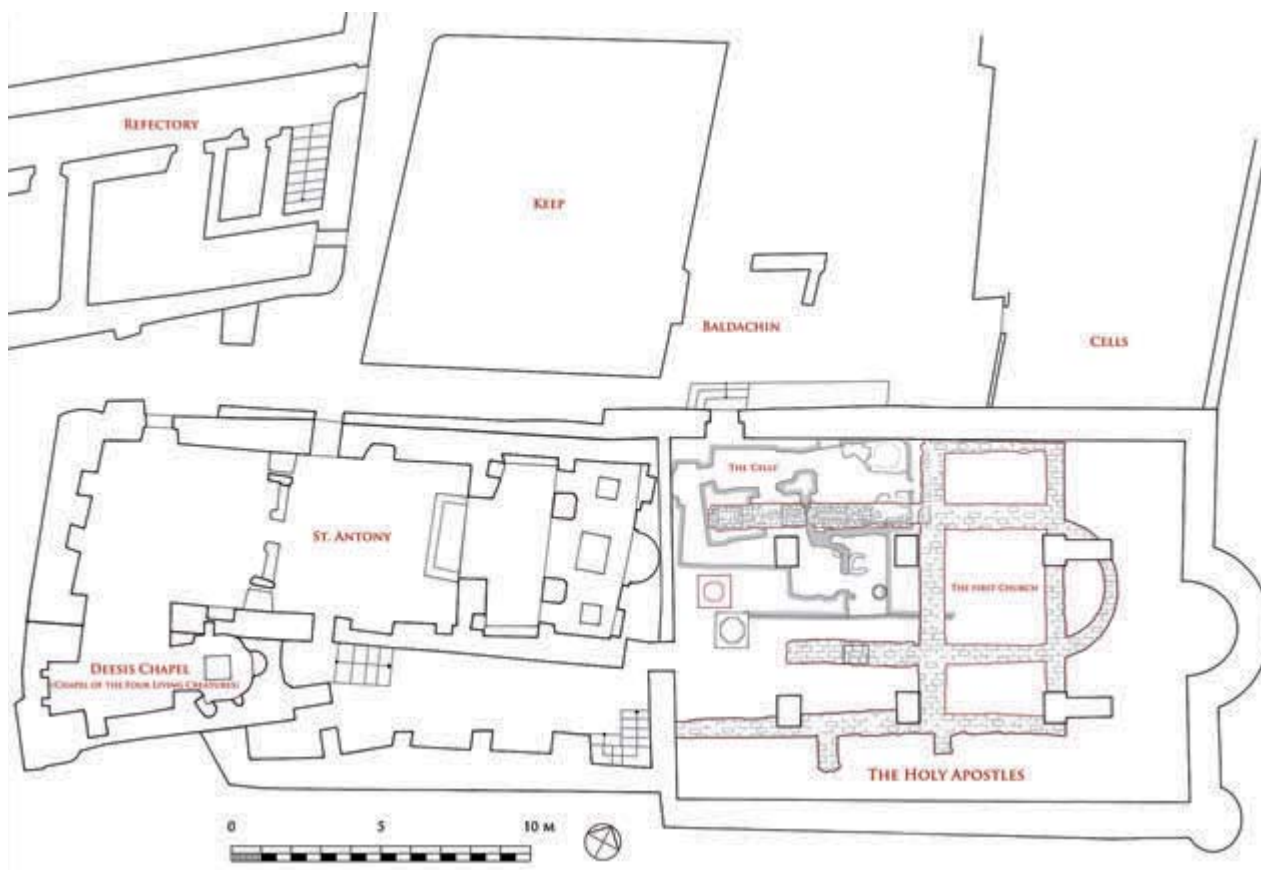 REFECTORY
KEEP
BALDACHIN
CELLS
THE CELLS
ST. ANTONY
THE FIRST CHURCH
DEESIS CHAPEL
(CHAPEL OF THE FOUR LIVING CREATURES)
THE HOLY APOSTLES
0 5 10 M